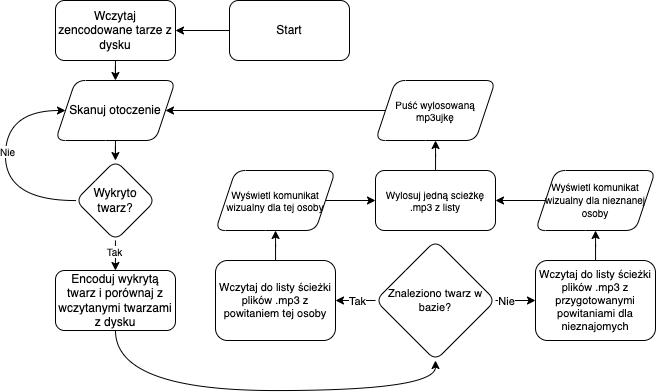 Wczytaj
zencodowane tarze z
dysku
Start
Skanuj otoczenie
Puść wylosowaną
mp3ujkę
Nie
Wykryto
twarz?
Wyświetl komunikat
wizualny dla tej osoby
Wylosuj jedną scieżkę
.mp3 z listy
Wyświetl komunikat
wizualny dla nieznanej
osoby
Tak
Encoduj wykrytą
twarz i porównaj z
wczytanymi twarzami
z dysku
Wczytaj do listy ścieżki
plików .mp3 z
powitaniem tej osoby
Tak
Znaleziono twarz w
bazie?
Nie
Wczytaj do listy ścieżki
plików .mp3 z
przygotowanymi
powitaniami dla
nieznajomych